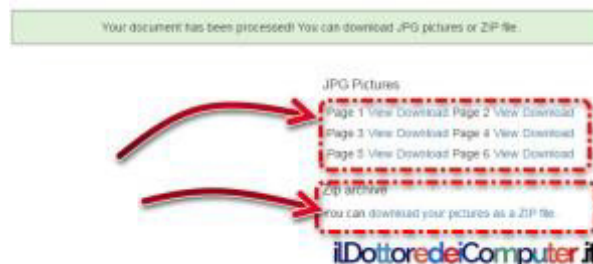 Your document has been processed! You can download JPG pictures or ZIP file.
JPG Pictures
Page 1 View Download Page 2 View Download
Page 3 View Download Page 4 View Download
Page 5 View Download Page 6 View Download
Zip archive
You can download your pictures as a ZIP file.
ilDottoredeiComputer.it